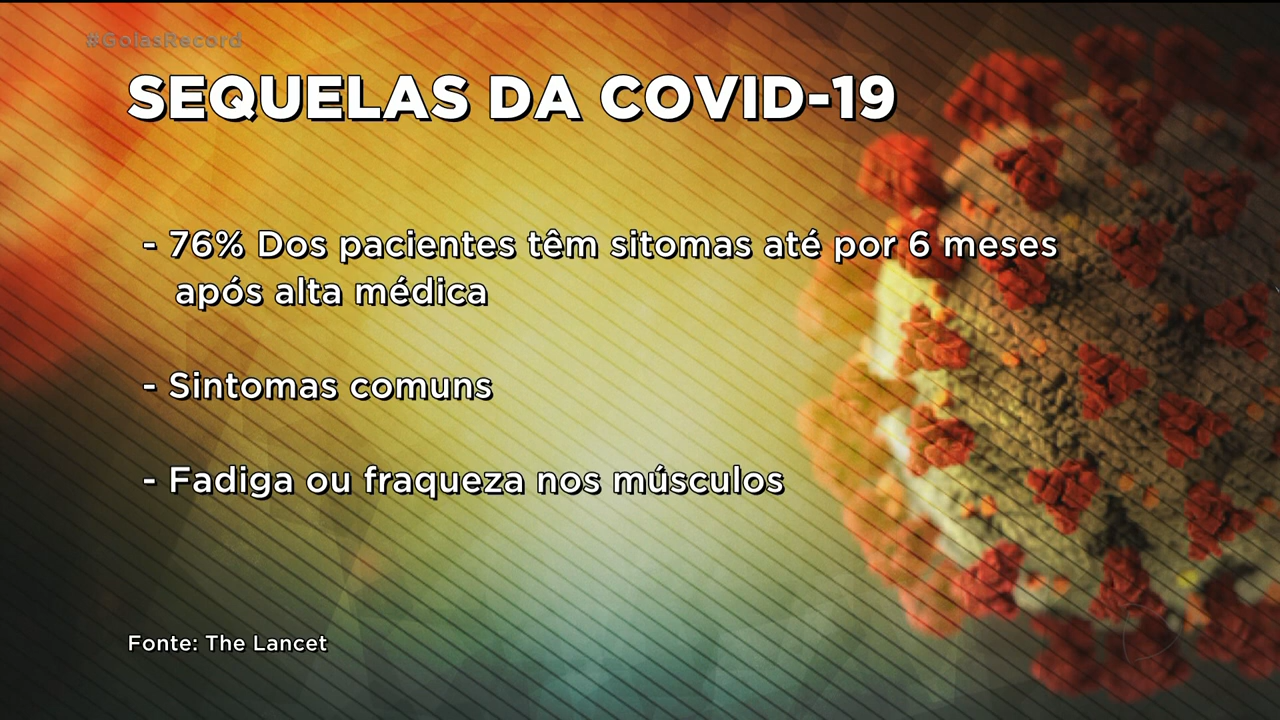 #GoiasRecord
SEQUELAS DA COVID-19
- 76% Dos pacientes têm sitomas até por 6 meses
após alta médica
- Sintomas comuns
- Fadiga ou fraqueza nos músculos
Fonte: The Lancet